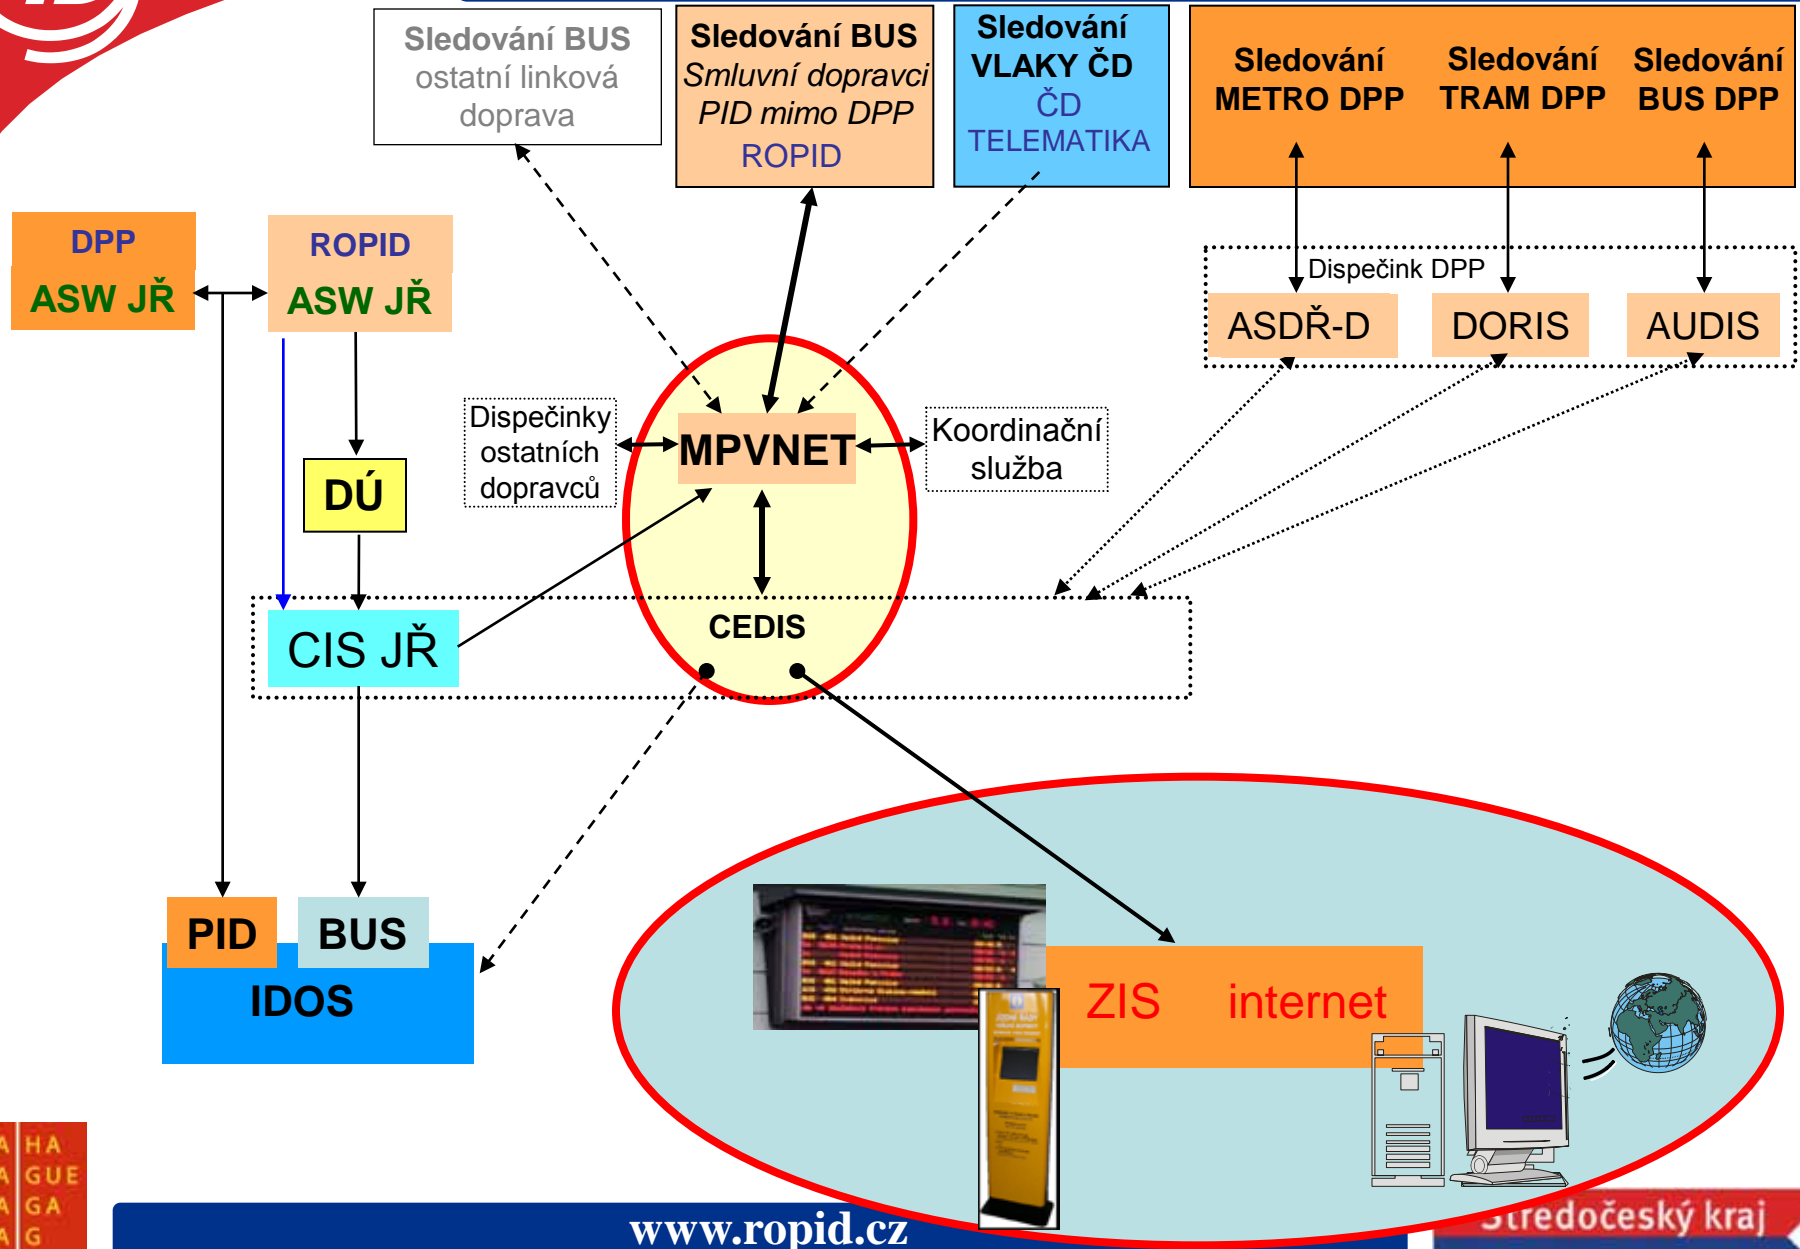 Sledování BUS
ostatní linková
doprava
Sledování BUS
Smluvní dopravci
PID mimo DPP
ROPID
Sledování
VLAKY ČD
ČD
TELEMATIKA
Sledování
METRO DPP
Sledování
TRAM DPP
Sledování
BUS DPP
DPP
ASW JŘ
ROPID
ASW JŘ
Dispečink DPP
ASDŘ-D
DORIS
AUDIS
Dispečinky
ostatních
dopravců
MPVNET
Koordinační
služba
DÚ
CIS JŘ
CEDIS
PID
BUS
IDOS
ZIS
internet
A HA
A GUE
A GA
A G
www.ropid.cz
Středočeský kraj